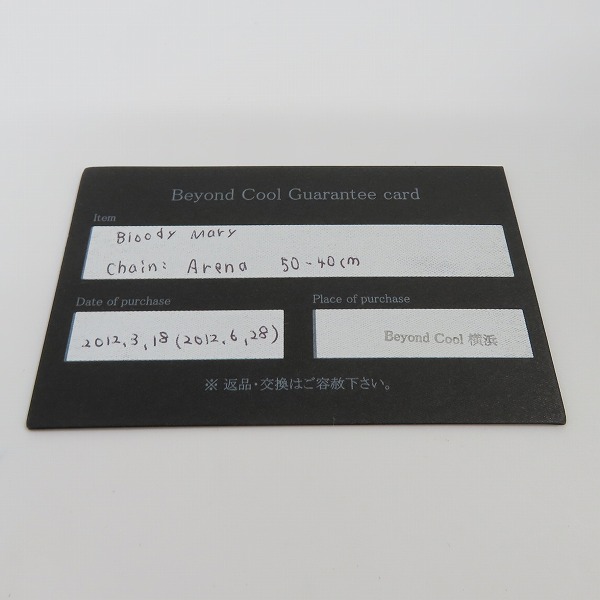 Beyond Cool Guarantee card
Item
Bloody Mary
Chain: Arena 50-40cm
Date of purchase
Place of purchase
2012,3,18(2012,6,28)
Beyond Cool 横浜
※ 返品・交換はご容赦下さい。